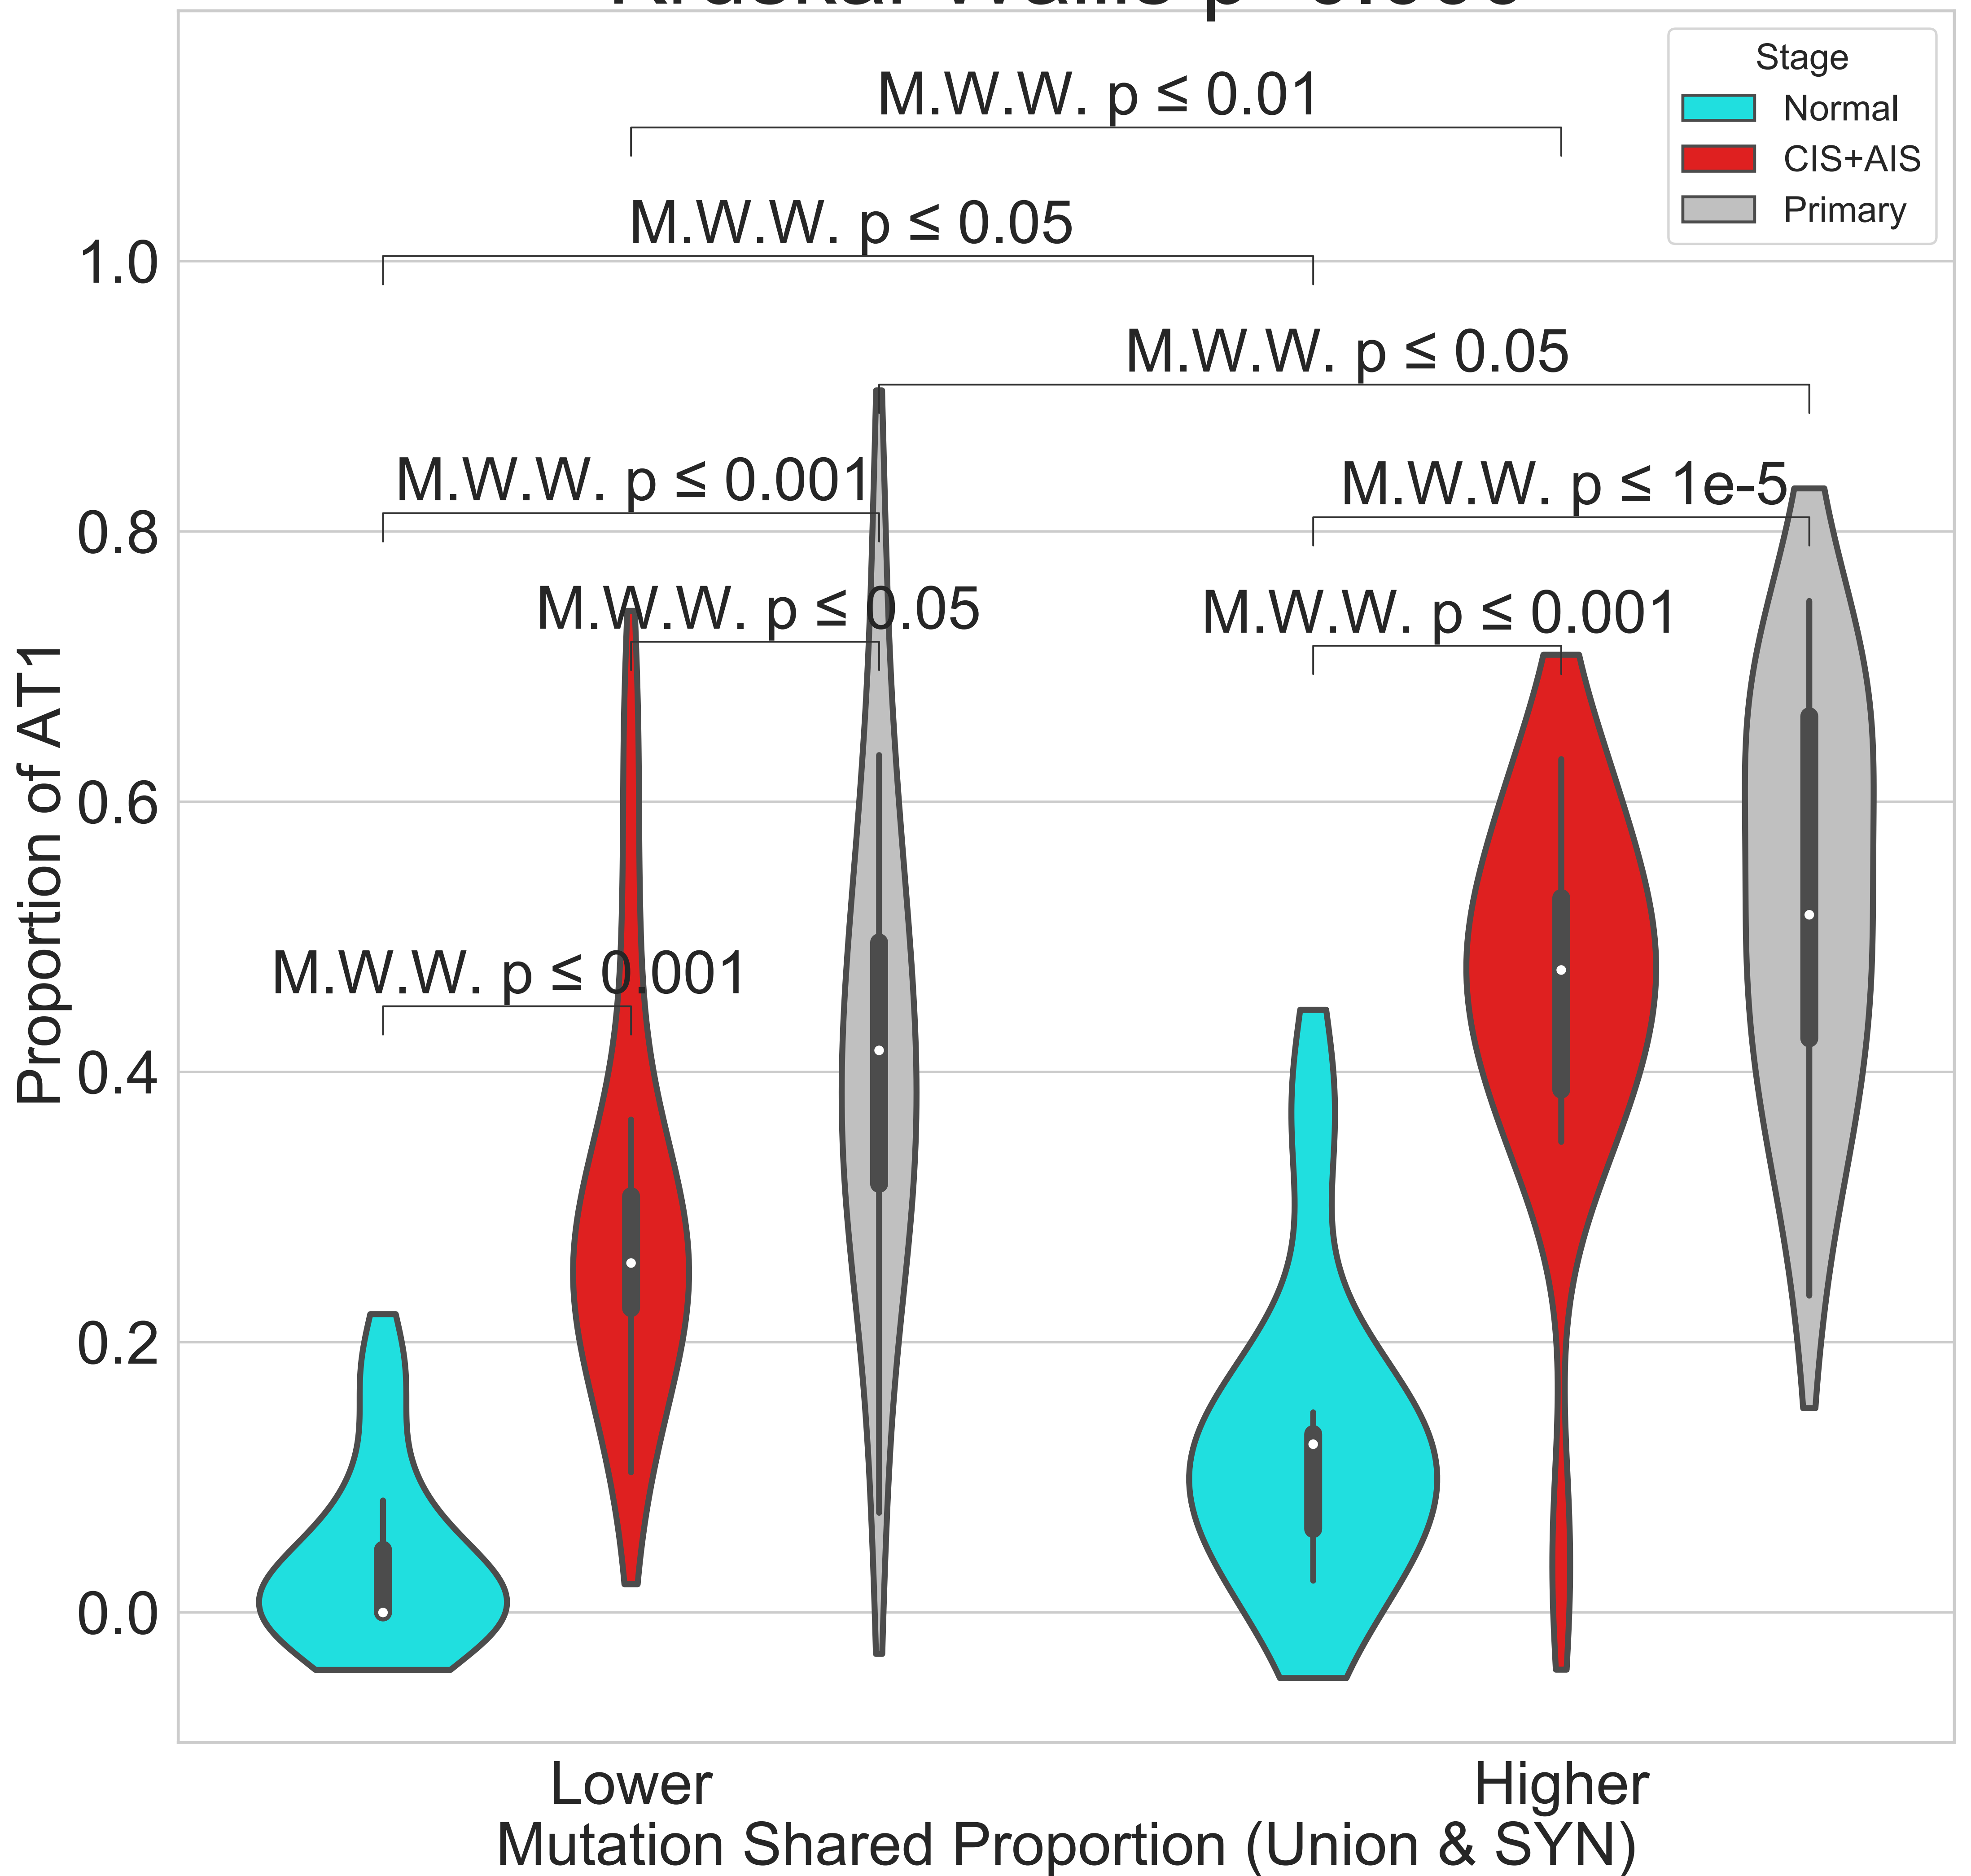 Stage
Normal
CIS+AIS
Primary
M.W.W. p ≤ 0.01
M.W.W. p ≤ 0.05
1.0
M.W.W. p ≤ 0.05
M.W.W. p ≤ 0.001
M.W.W. p ≤ 1e-5
0.8
M.W.W. p ≤ 0.05
M.W.W. p ≤ 0.001
0.6
Proportion of AT1
M.W.W. p ≤ 0.001
0.4
0.2
0.0
Lower
Higher
Mutation Shared Proportion (Union & SYN)